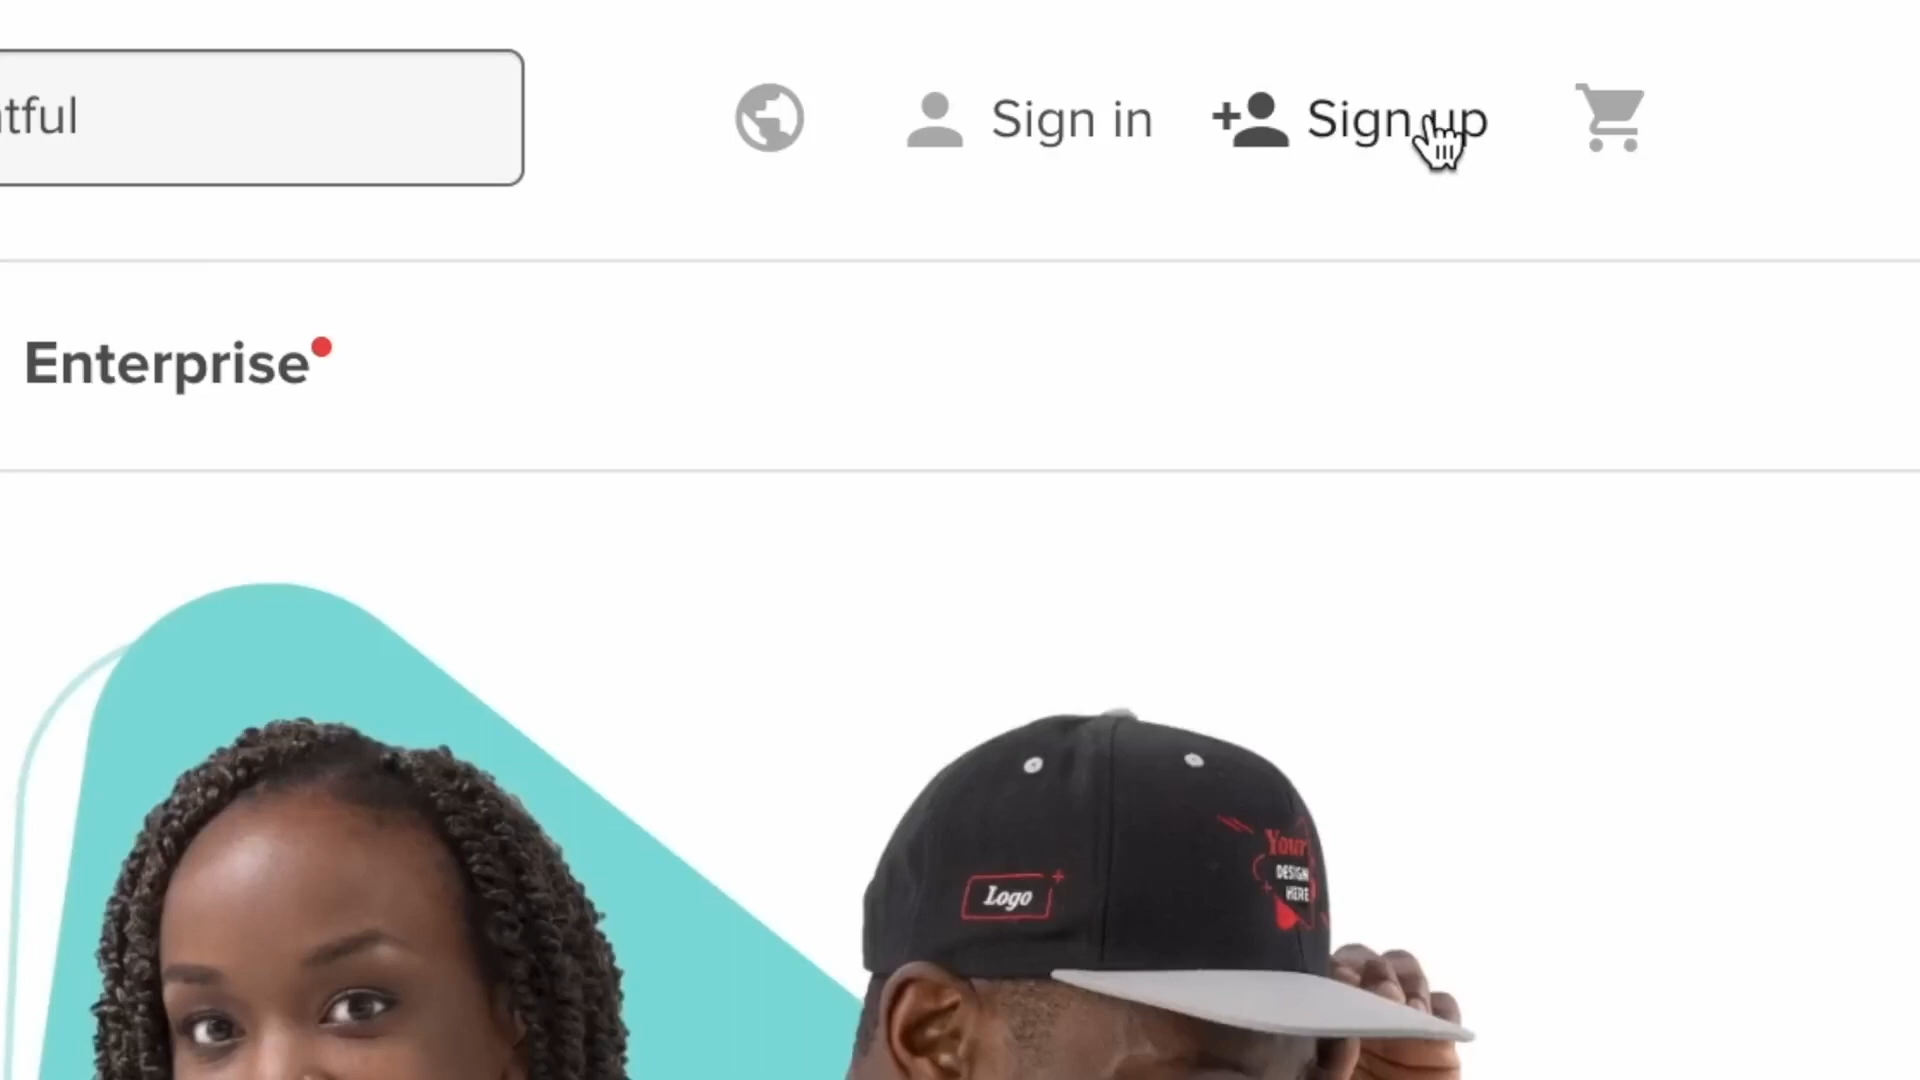 tful
Sign in
Sign up
Enterprise
Logo
Your
DESIGN
HERE